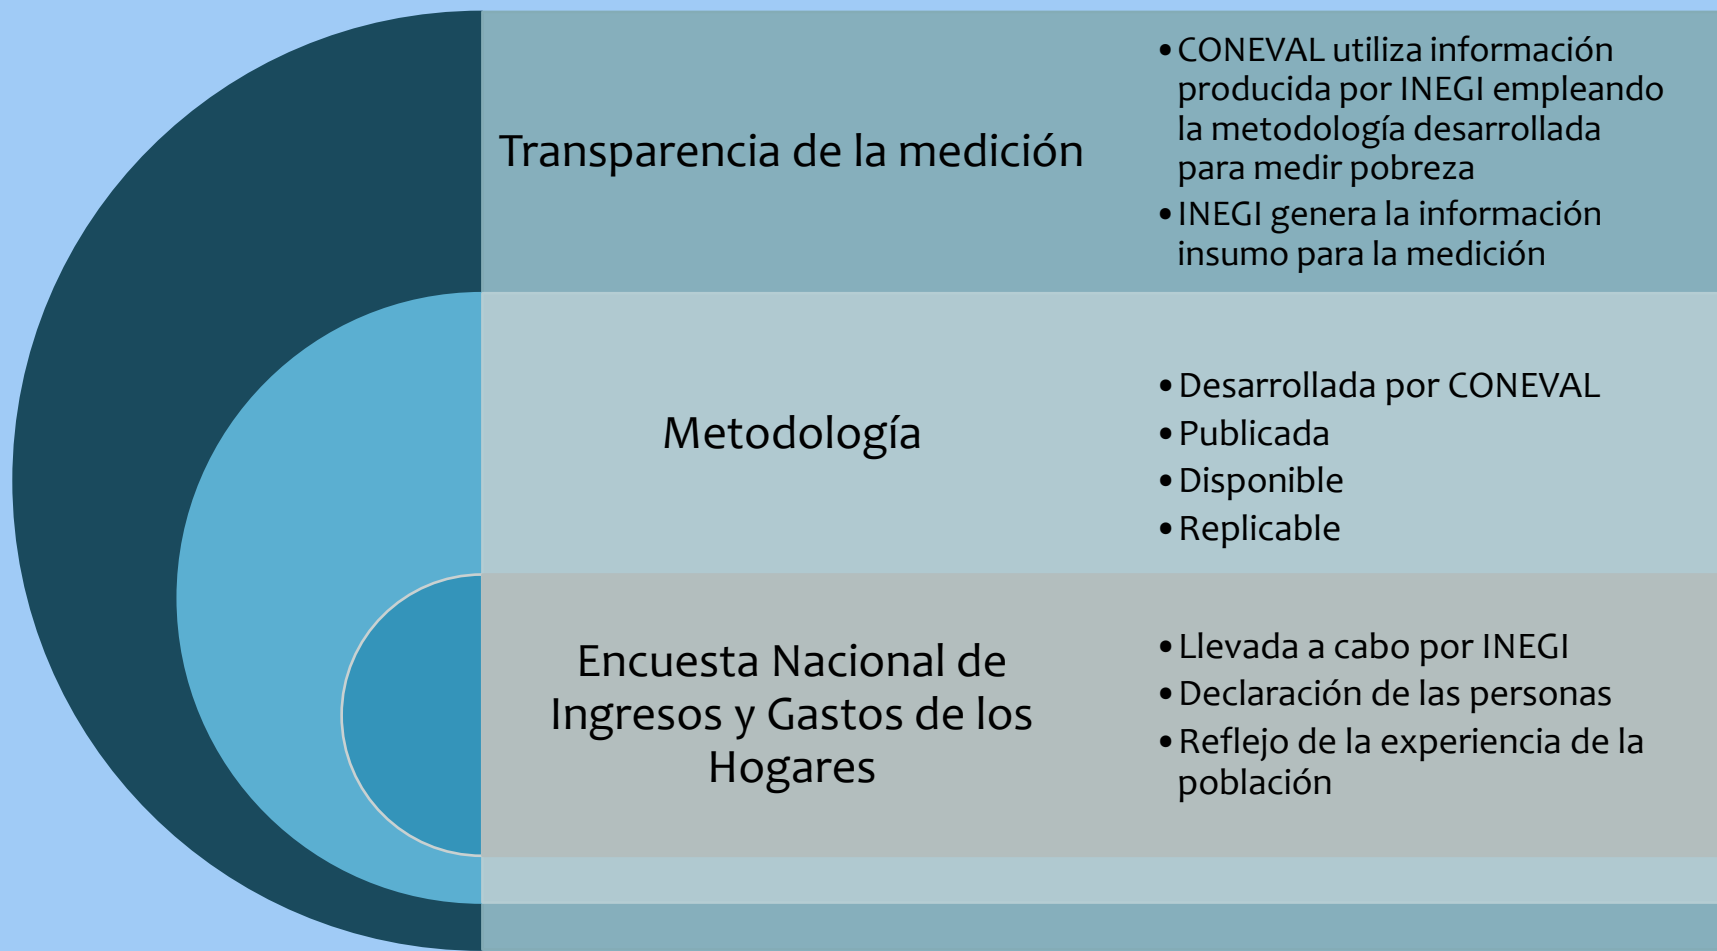 Transparencia de la medición
•CONEVAL utiliza información
producida por INEGI empleando
la metodología desarrollada
para medir pobreza
•INEGI genera la información
insumo para la medición
Metodología
•Desarrollada por CONEVAL
•Publicada
•Disponible
•Replicable
Encuesta Nacional de
Ingresos y Gastos de los
Hogares
•Llevada a cabo por INEGI
•Declaración de las personas
•Reflejo de la experiencia de la
población